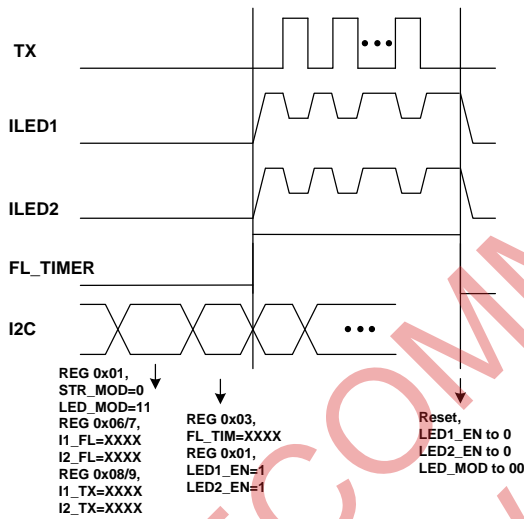 TX
ILED1
ILED2
FL_TIMER
I2C
REG 0x01,
STR_MOD=0
LED_MOD=11
REG 0x06/7,
I1_FL=XXXX
I2_FL=XXXX
REG 0x08/9,
I1_TX=XXXX
I2_TX=XXXX
REG 0x03,
FL_TIM=XXXX
REG 0x01,
LED1_EN=1
LED2_EN=1
Reset,
LED1_EN to 0
LED2_EN to 0
LED_MOD to 00